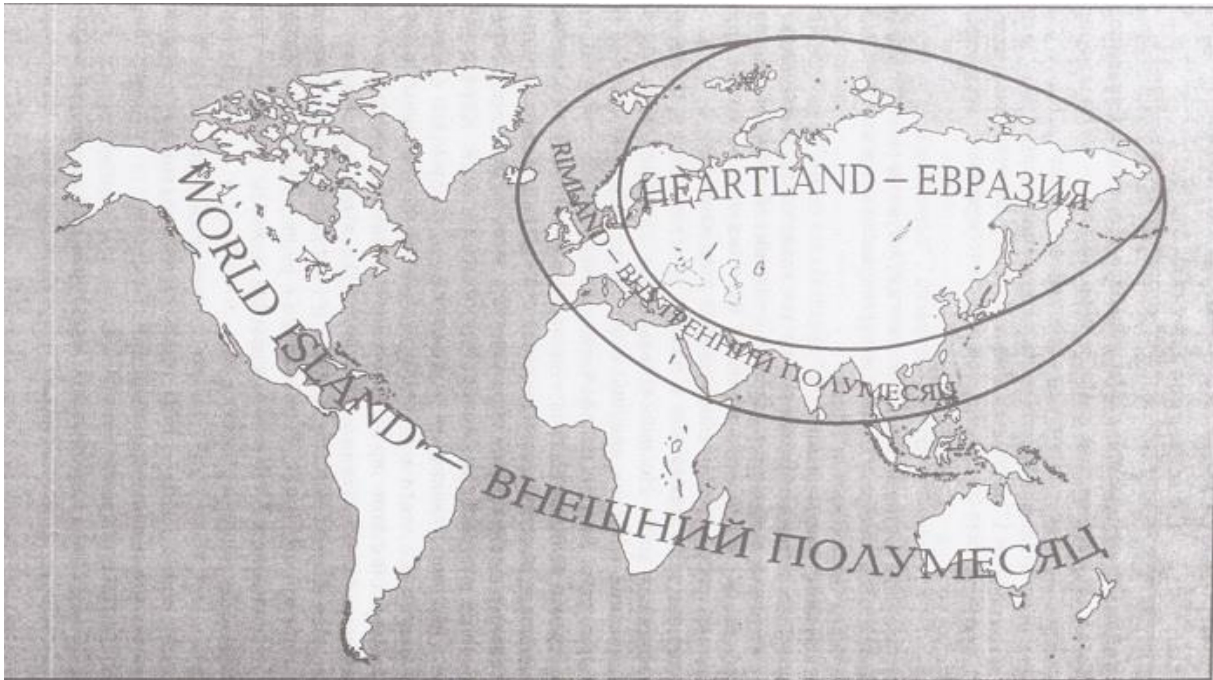 HEARTLAND – ЕВРАЗИЯ
RIMLAND – ВНУТРЕННИЙ ПОЛУМЕСЯЦ
WORLD ISLAND – ВНЕШНИЙ ПОЛУМЕСЯЦ